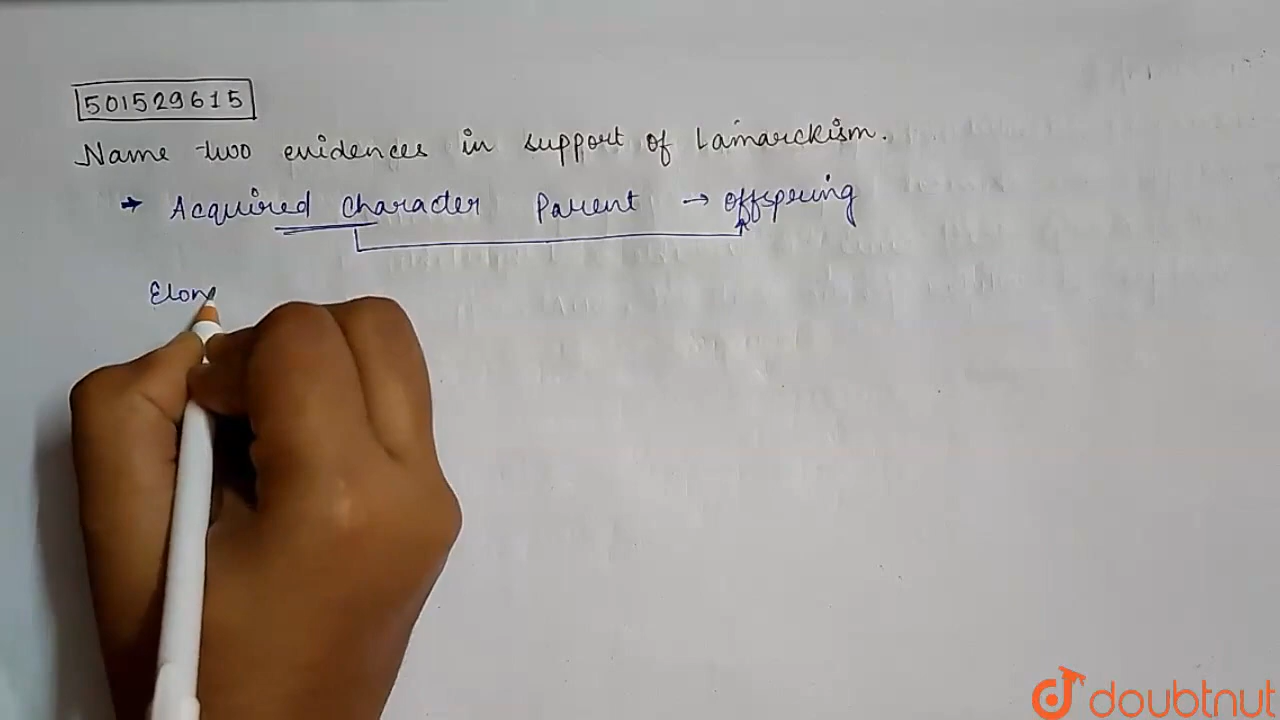 501529615
Name two evidences in support of Lamarckism.
→ Acquired character Parent → offspring
Elon
doubtnut